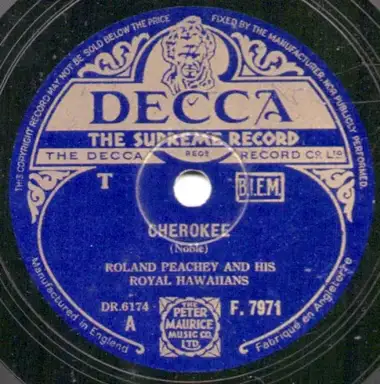 THIS COPYRIGHT RECORD MAY NOT BE SOLD BELOW THE PRICE
FIXED BY THE MANUFACTURER, NOR PUBLICLY PERFORMED.
DECCA
THE SUPREME RECORD
THE DECCA REGD RECORD CO. LTD
T
B.I.E.M.
CHEROKEE
(Noble)
ROLAND PEACHEY AND HIS
ROYAL HAWAIIANS
DR.6174
A
THE
PETER
MAURICE
MUSIC CO.
LTD
F. 7971
Manufactured in England
Fabriqué en Angleterre